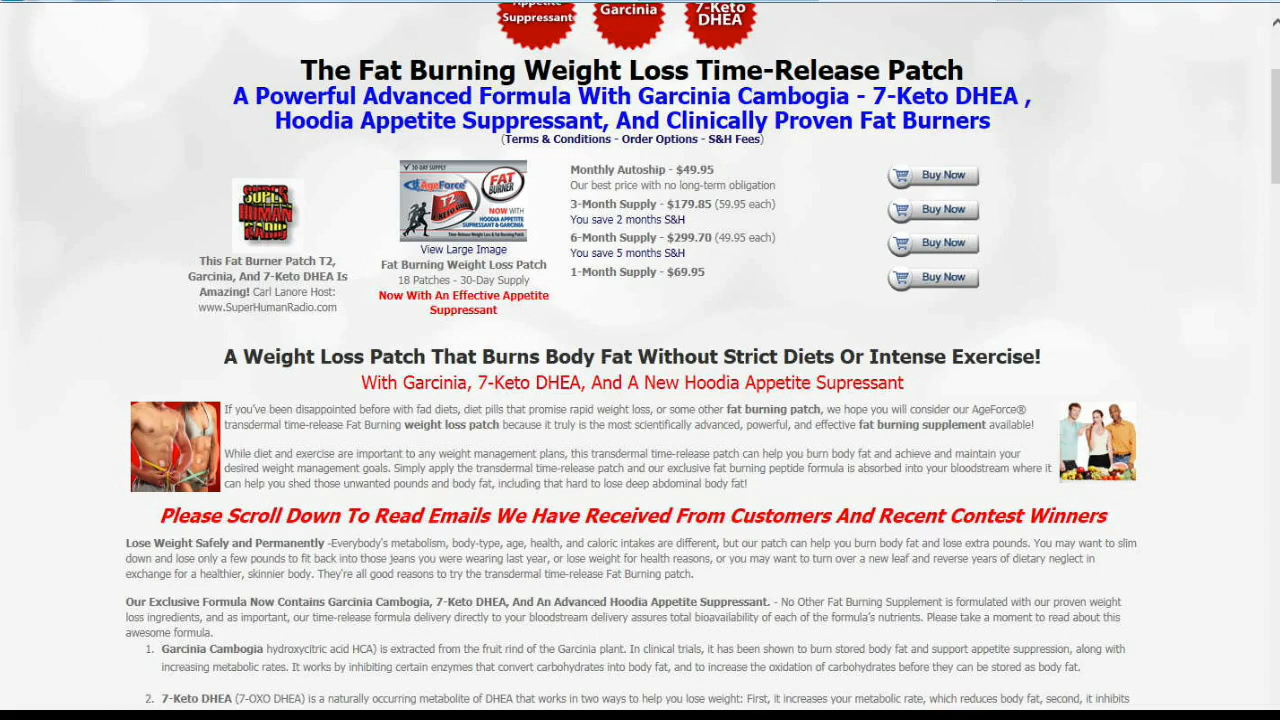 Appetite
Suppressant
Garcinia
7-Keto
DHEA
The Fat Burning Weight Loss Time-Release Patch
A Powerful Advanced Formula With Garcinia Cambogia - 7-Keto DHEA ,
Hoodia Appetite Suppressant, And Clinically Proven Fat Burners
(Terms & Conditions - Order Options - S&H Fees)
SUPER
HUMAN
RADIO
This Fat Burner Patch T2,
Garcinia, And 7-Keto DHEA Is
Amazing! Carl Lanore Host:
www.SuperHumanRadio.com
30-DAY SUPPLY
AgeForce
FAT
BURNER
T2
NOW WITH
HOODIA APPETITE
SUPRESSANT & GARCINIA
Time-Release Weight Loss & Fat Burning Patch
View Large Image
Fat Burning Weight Loss Patch
18 Patches - 30-Day Supply
Now With An Effective Appetite
Suppressant
Monthly Autoship - $49.95
Our best price with no long-term obligation
3-Month Supply - $179.85 (59.95 each)
You save 2 months S&H
6-Month Supply - $299.70 (49.95 each)
You save 5 months S&H
1-Month Supply - $69.95
Buy Now
Buy Now
Buy Now
Buy Now
A Weight Loss Patch That Burns Body Fat Without Strict Diets Or Intense Exercise!
With Garcinia, 7-Keto DHEA, And A New Hoodia Appetite Supressant
If you've been disappointed before with fad diets, diet pills that promise rapid weight loss, or some other fat burning patch, we hope you will consider our AgeForce®
transdermal time-release Fat Burning weight loss patch because it truly is the most scientifically advanced, powerful, and effective fat burning supplement available!
While diet and exercise are important to any weight management plans, this transdermal time-release patch can help you burn body fat and achieve and maintain your
desired weight management goals. Simply apply the transdermal time-release patch and our exclusive fat burning peptide formula is absorbed into your bloodstream where it
can help you shed those unwanted pounds and body fat, including that hard to lose deep abdominal body fat!
Please Scroll Down To Read Emails We Have Received From Customers And Recent Contest Winners
Lose Weight Safely and Permanently -Everybody's metabolism, body-type, age, health, and caloric intakes are different, but our patch can help you burn body fat and lose extra pounds. You may want to slim
down and lose only a few pounds to fit back into those jeans you were wearing last year, or lose weight for health reasons, or you may want to turn over a new leaf and reverse years of dietary neglect in
exchange for a healthier, skinnier body. They're all good reasons to try the transdermal time-release Fat Burning patch.
Our Exclusive Formula Now Contains Garcinia Cambogia, 7-Keto DHEA, And An Advanced Hoodia Appetite Suppressant. - No Other Fat Burning Supplement is formulated with our proven weight
loss ingredients, and as important, our time-release formula delivery directly to your bloodstream delivery assures total bioavailability of each of the formula's nutrients. Please take a moment to read about this
awesome formula.
1. Garcinia Cambogia hydroxycitric acid HCA) is extracted from the fruit rind of the Garcinia plant. In clinical trials, it has been shown to burn stored body fat and support appetite suppression, along with
increasing metabolic rates. It works by inhibiting certain enzymes that convert carbohydrates into body fat, and to increase the oxidation of carbohydrates before they can be stored as body fat.
2. 7-Keto DHEA (7-OXO DHEA) is a naturally occurring metabolite of DHEA that works in two ways to help you lose weight: First, it increases your metabolic rate, which reduces body fat, second, it inhibits